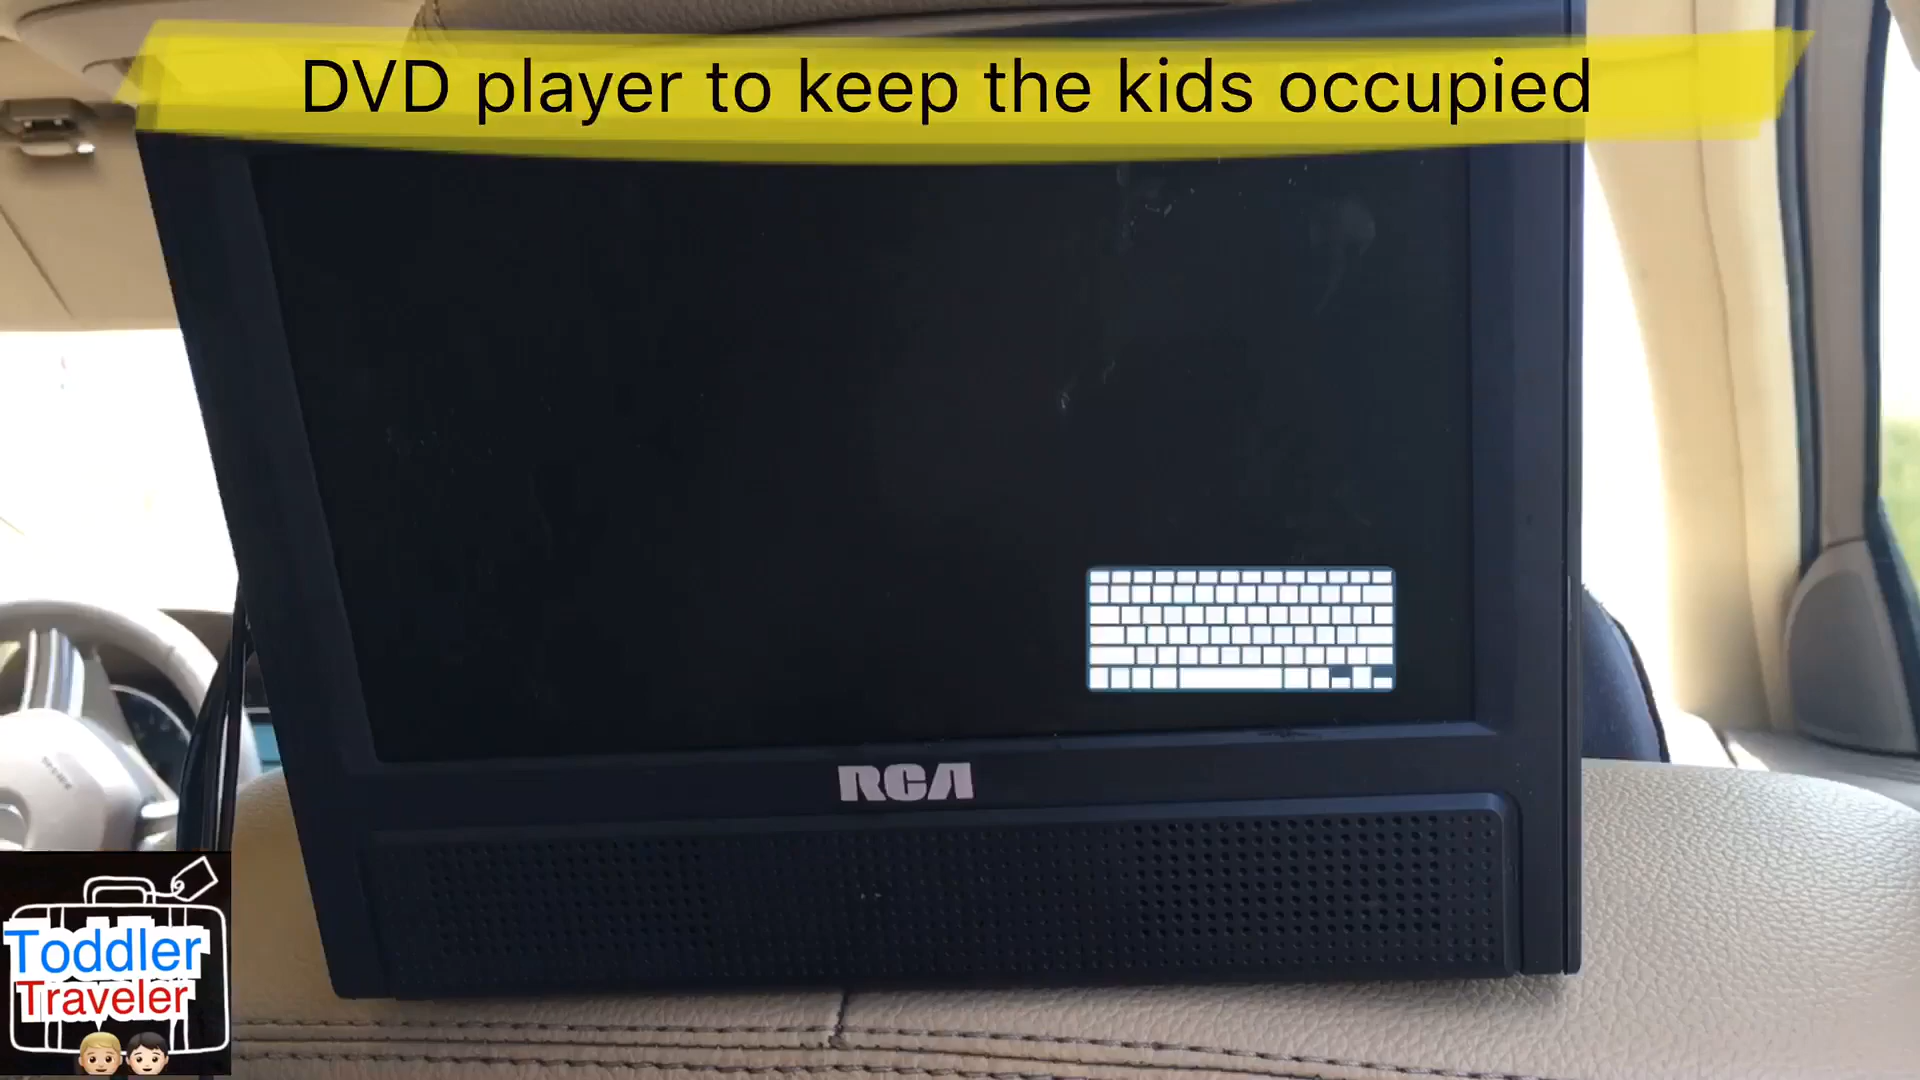 DVD player to keep the kids occupied
RCA
Toddler
Traveler